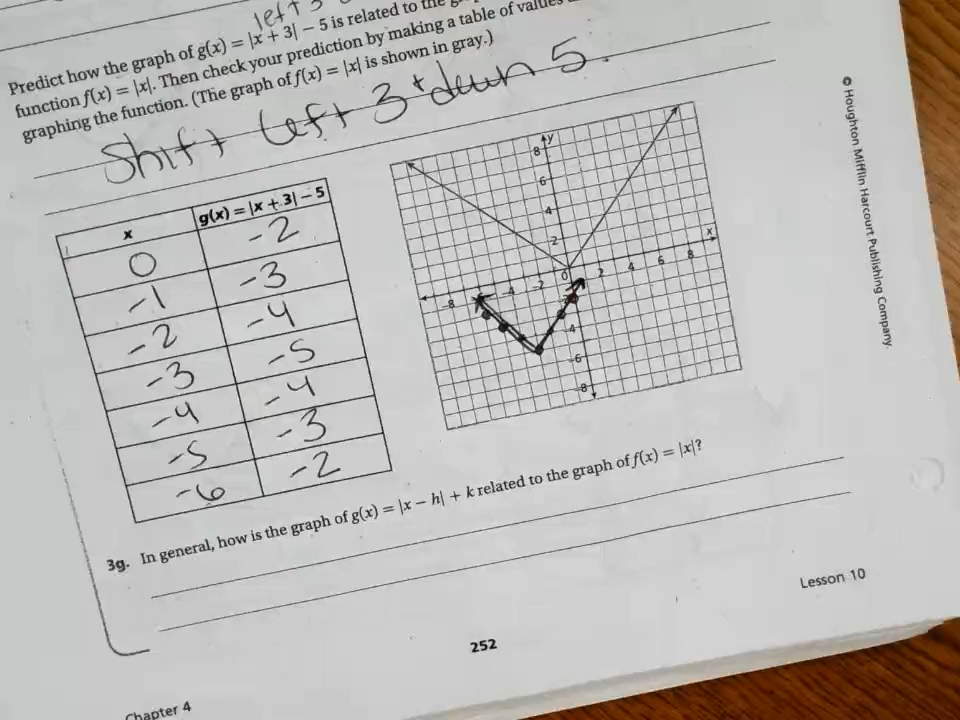 left 3
Predict how the graph of g(x) = |x + 3| − 5 is related to the
function f(x) = |x|. Then check your prediction by making a table of values
graphing the function. (The graph of f(x) = |x| is shown in gray.)
Shift left 3 + down 5.
x g(x) = |x + 3| − 5
0 -2
-1 -3
-2 -4
-3 -5
-4 -4
-5 -3
-6 -2
y
8
6
4
2
x
-8 -4 -2 0 2 4 6 8
-4
-6
-8
3g. In general, how is the graph of g(x) = |x − h| + k related to the graph of f(x) = |x|?
Lesson 10
252
Chapter 4
© Houghton Mifflin Harcourt Publishing Company.